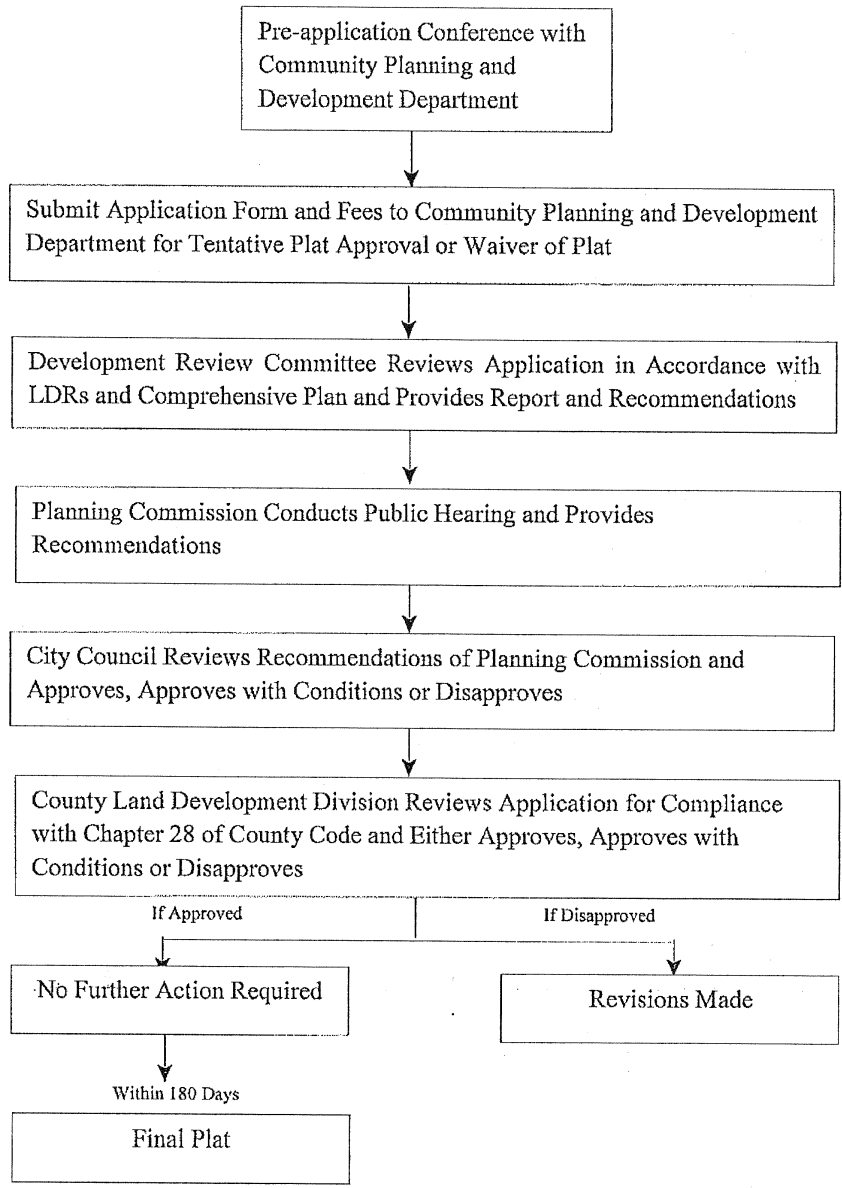 Pre-application Conference with
Community Planning and
Development Department
Submit Application Form and Fees to Community Planning and Development
Department for Tentative Plat Approval or Waiver of Plat
Development Review Committee Reviews Application in Accordance with
LDRs and Comprehensive Plan and Provides Report and Recommendations
Planning Commission Conducts Public Hearing and Provides
Recommendations
City Council Reviews Recommendations of Planning Commission and
Approves, Approves with Conditions or Disapproves
County Land Development Division Reviews Application for Compliance
with Chapter 28 of County Code and Either Approves, Approves with
Conditions or Disapproves
If Approved
If Disapproved
No Further Action Required
Revisions Made
Within 180 Days
Final Plat